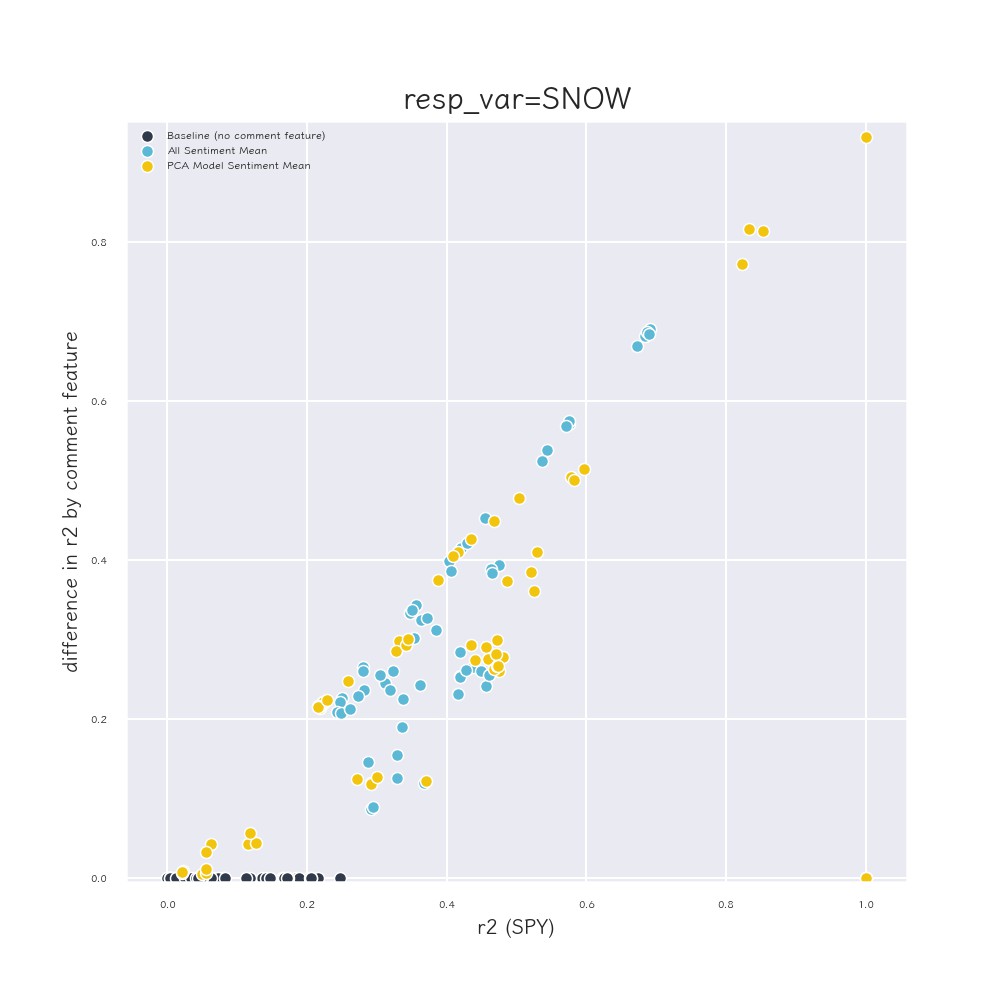 resp_var=SNOW
Baseline (no comment feature)
All Sentiment Mean
PCA Model Sentiment Mean
difference in r2 by comment feature
0.8
0.6
0.4
0.2
0.0
0.0 0.2 0.4 0.6 0.8 1.0
r2 (SPY)